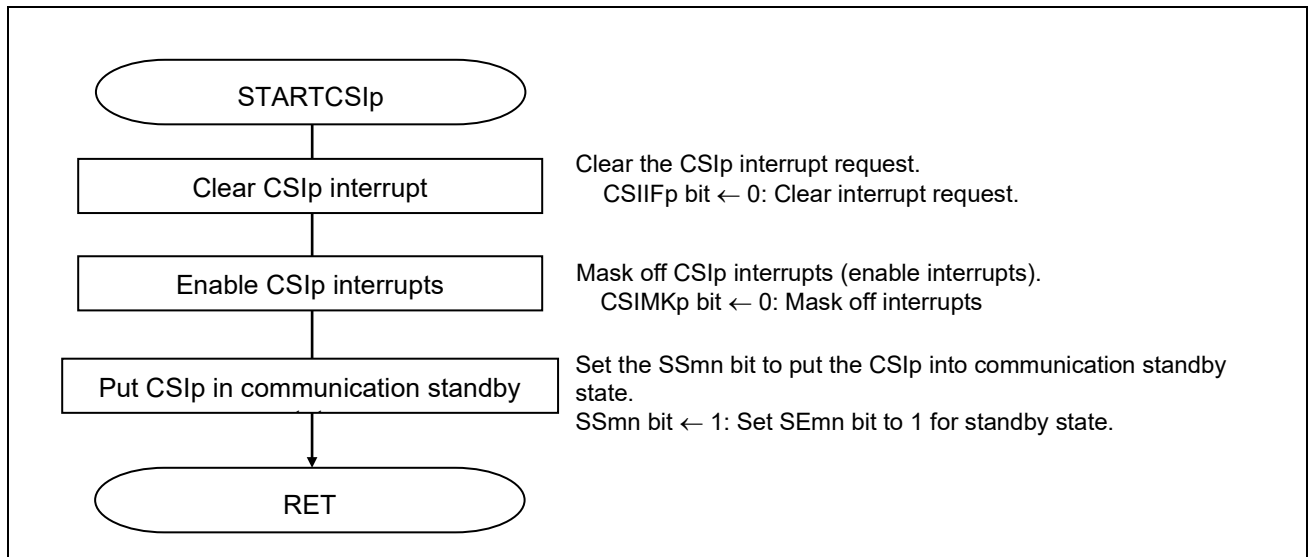 STARTCSIp
Clear CSIp interrupt
Clear the CSIp interrupt request.
CSIIFp bit ← 0: Clear interrupt request.
Enable CSIp interrupts
Mask off CSIp interrupts (enable interrupts).
CSIMKp bit ← 0: Mask off interrupts
Put CSIp in communication standby
Set the SSmn bit to put the CSIp into communication standby
state.
SSmn bit ← 1: Set SEmn bit to 1 for standby state.
RET